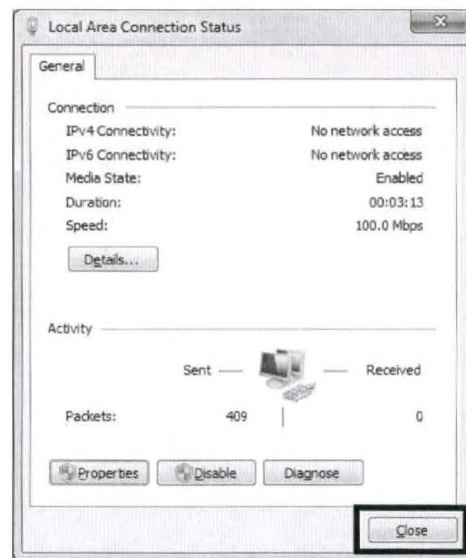 Local Area Connection Status
General
Connection
IPv4 Connectivity: No network access
IPv6 Connectivity: No network access
Media State: Enabled
Duration: 00:03:13
Speed: 100.0 Mbps
Details...
Activity
Sent Received
Packets: 409 0
Properties Disable Diagnose
Close